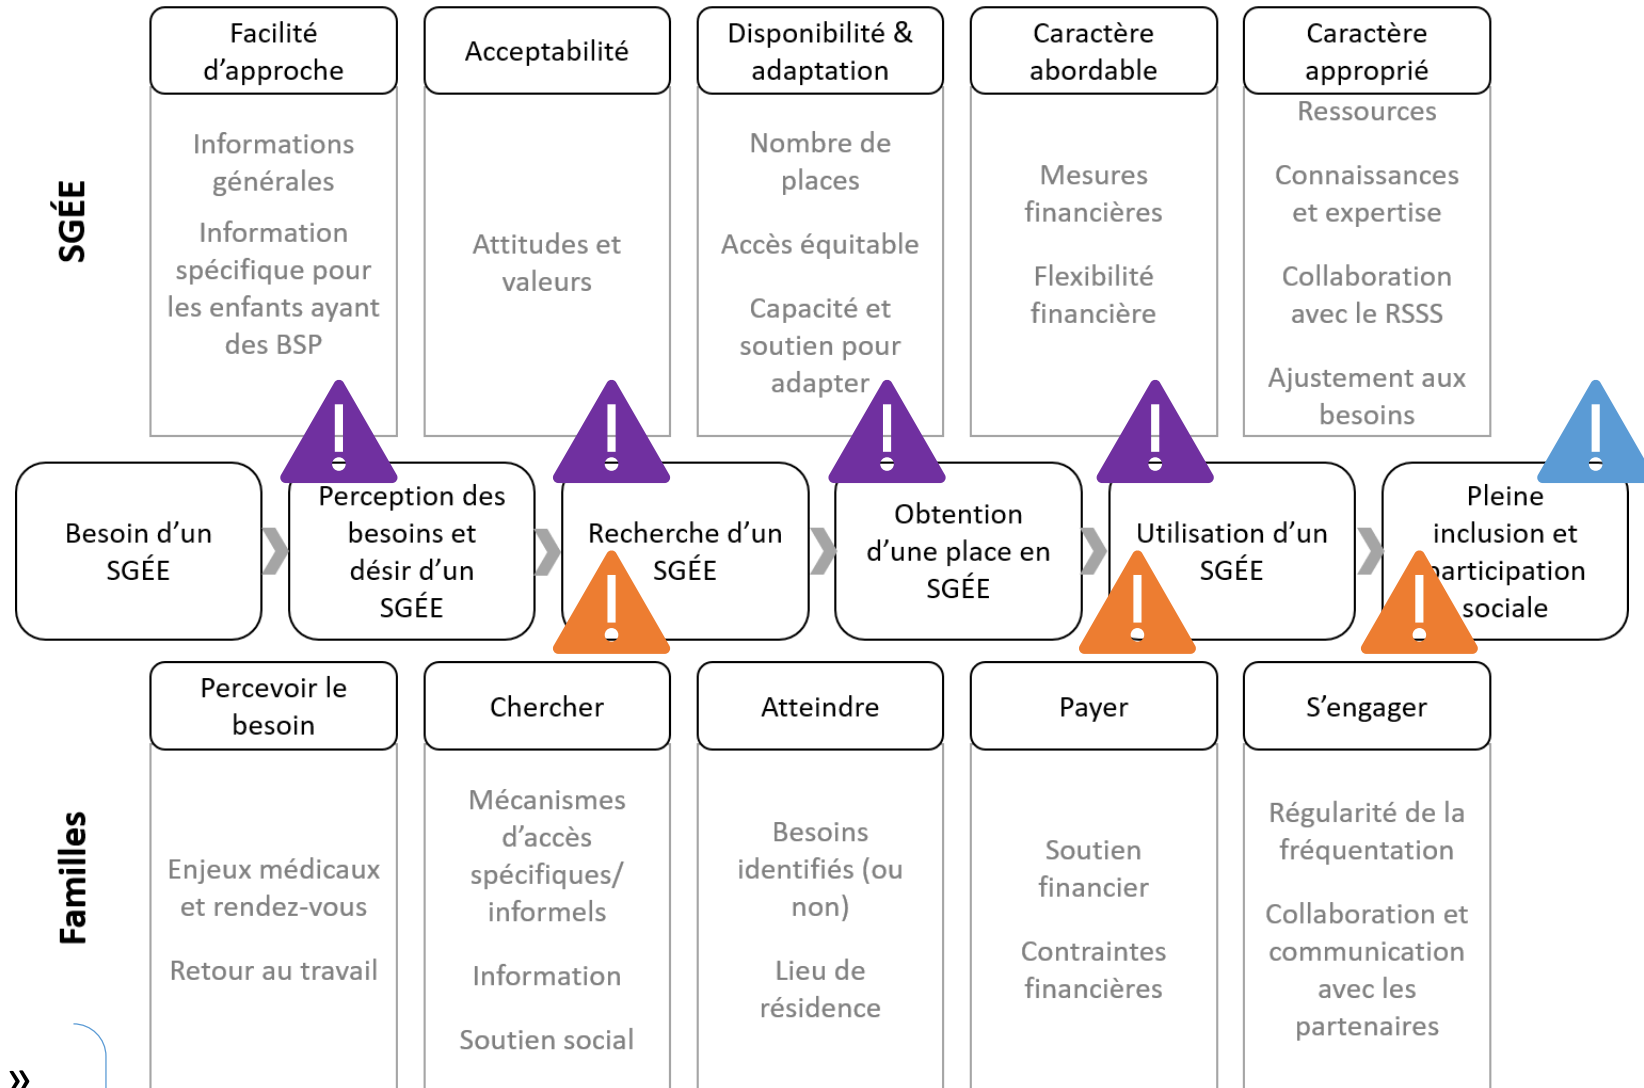 SGÉE
Facilité
d'approche
Informations
générales
Information
spécifique pour
les enfants ayant
des BSP
Acceptabilité
Attitudes et
valeurs
Disponibilité &
adaptation
Nombre de
places
Accès équitable
Capacité et
soutien pour
adapter
Caractère
abordable
Mesures
financières
Flexibilité
financière
Caractère
approprié
Ressources
Connaissances
et expertise
Collaboration
avec le RSSS
Ajustement aux
besoins
Besoin d'un
SGÉE
Perception des
besoins et
désir d'un
SGÉE
Recherche d'un
SGÉE
Obtention
d'une place en
SGÉE
Utilisation d'un
SGÉE
Pleine
inclusion et
participation
sociale
Familles
Percevoir le
besoin
Enjeux médicaux
et rendez-vous
Retour au travail
Chercher
Mécanismes
d'accès
spécifiques/
informels
Information
Soutien social
Atteindre
Besoins
identifiés (ou
non)
Lieu de
résidence
Payer
Soutien
financier
Contraintes
financières
S'engager
Régularité de la
fréquentation
Collaboration et
communication
avec les
partenaires
»